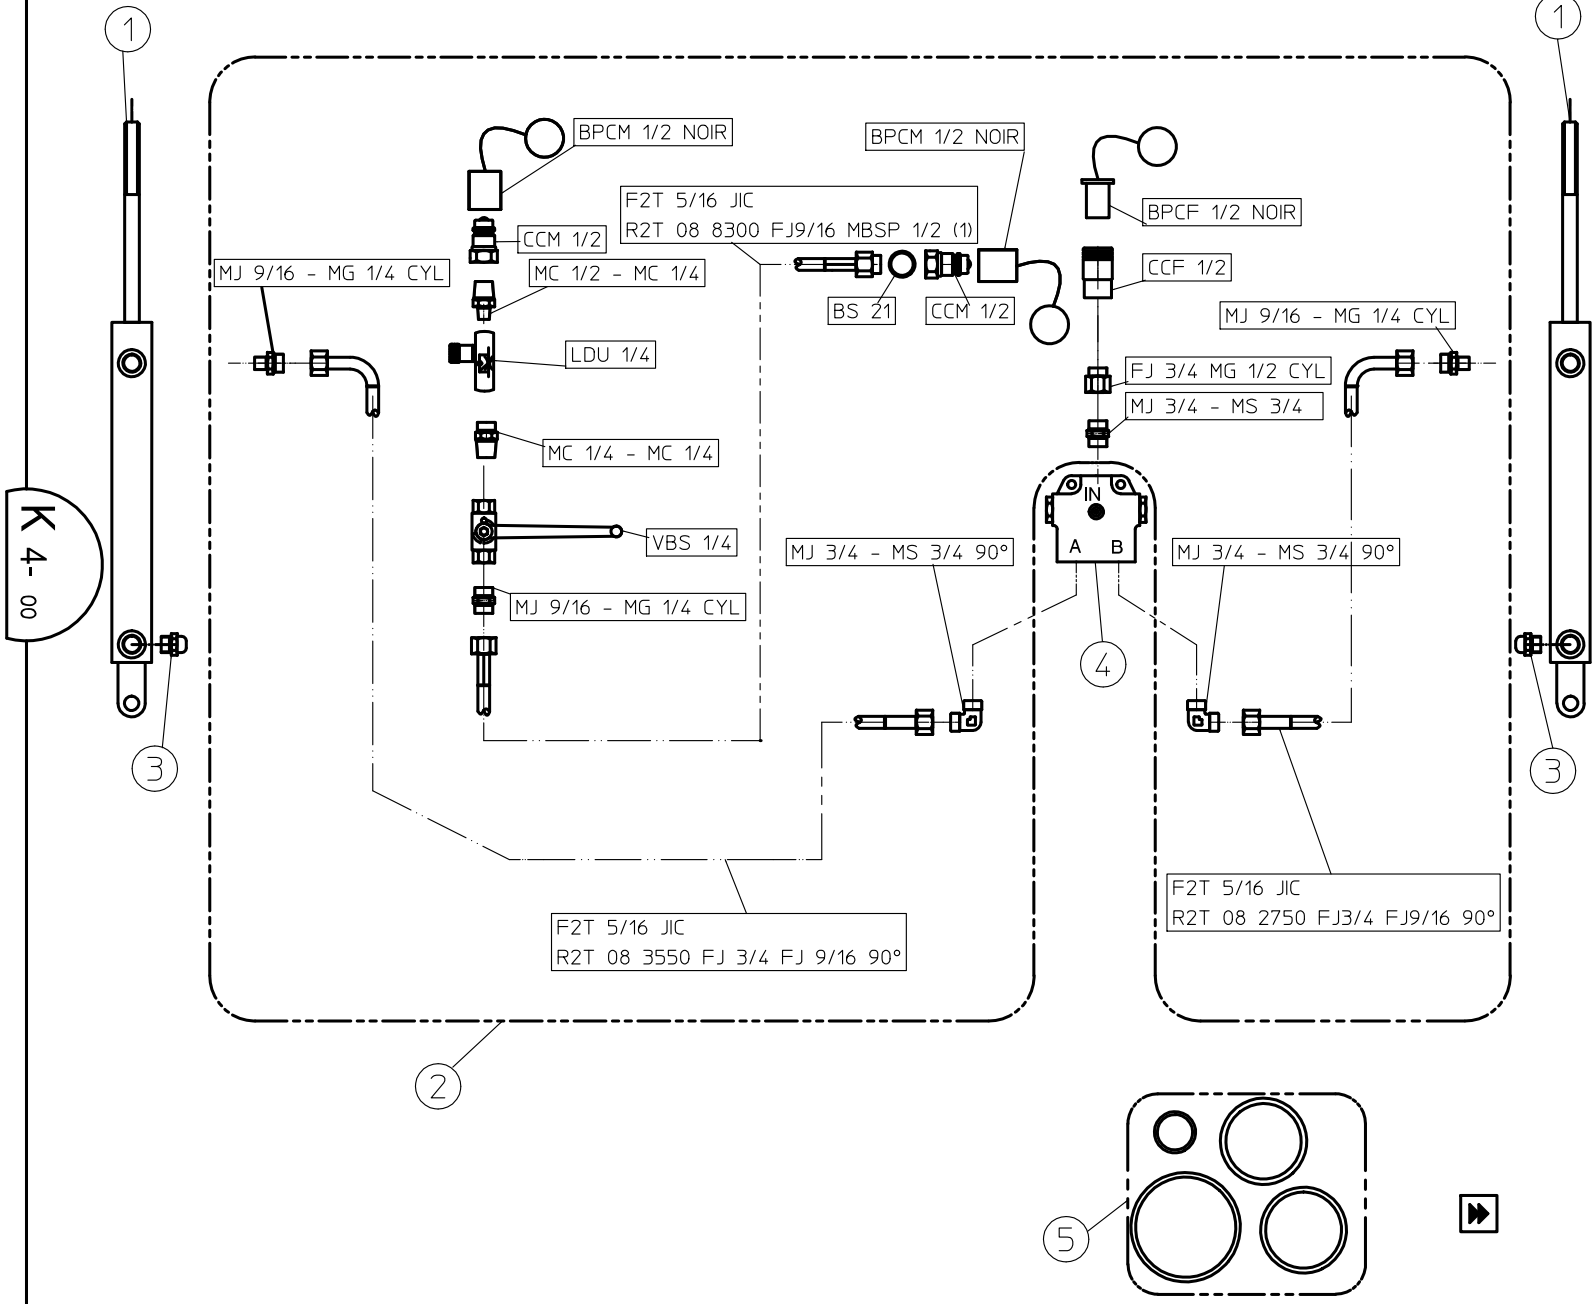 1
1
BPCM 1/2 NOIR
BPCM 1/2 NOIR
F2T 5/16 JIC
R2T 08 8300 FJ9/16 MBSP 1/2 (1)
BPCF 1/2 NOIR
CCM 1/2
MJ 9/16 - MG 1/4 CYL
MC 1/2 - MC 1/4
CCF 1/2
BS 21
CCM 1/2
MJ 9/16 - MG 1/4 CYL
LDU 1/4
FJ 3/4 MG 1/2 CYL
MJ 3/4 - MS 3/4
MC 1/4 - MC 1/4
IN
A B
K 4- 00
VBS 1/4
MJ 3/4 - MS 3/4 90°
MJ 3/4 - MS 3/4 90°
MJ 9/16 - MG 1/4 CYL
4
3
3
F2T 5/16 JIC
R2T 08 2750 FJ3/4 FJ9/16 90°
F2T 5/16 JIC
R2T 08 3550 FJ 3/4 FJ 9/16 90°
2
5